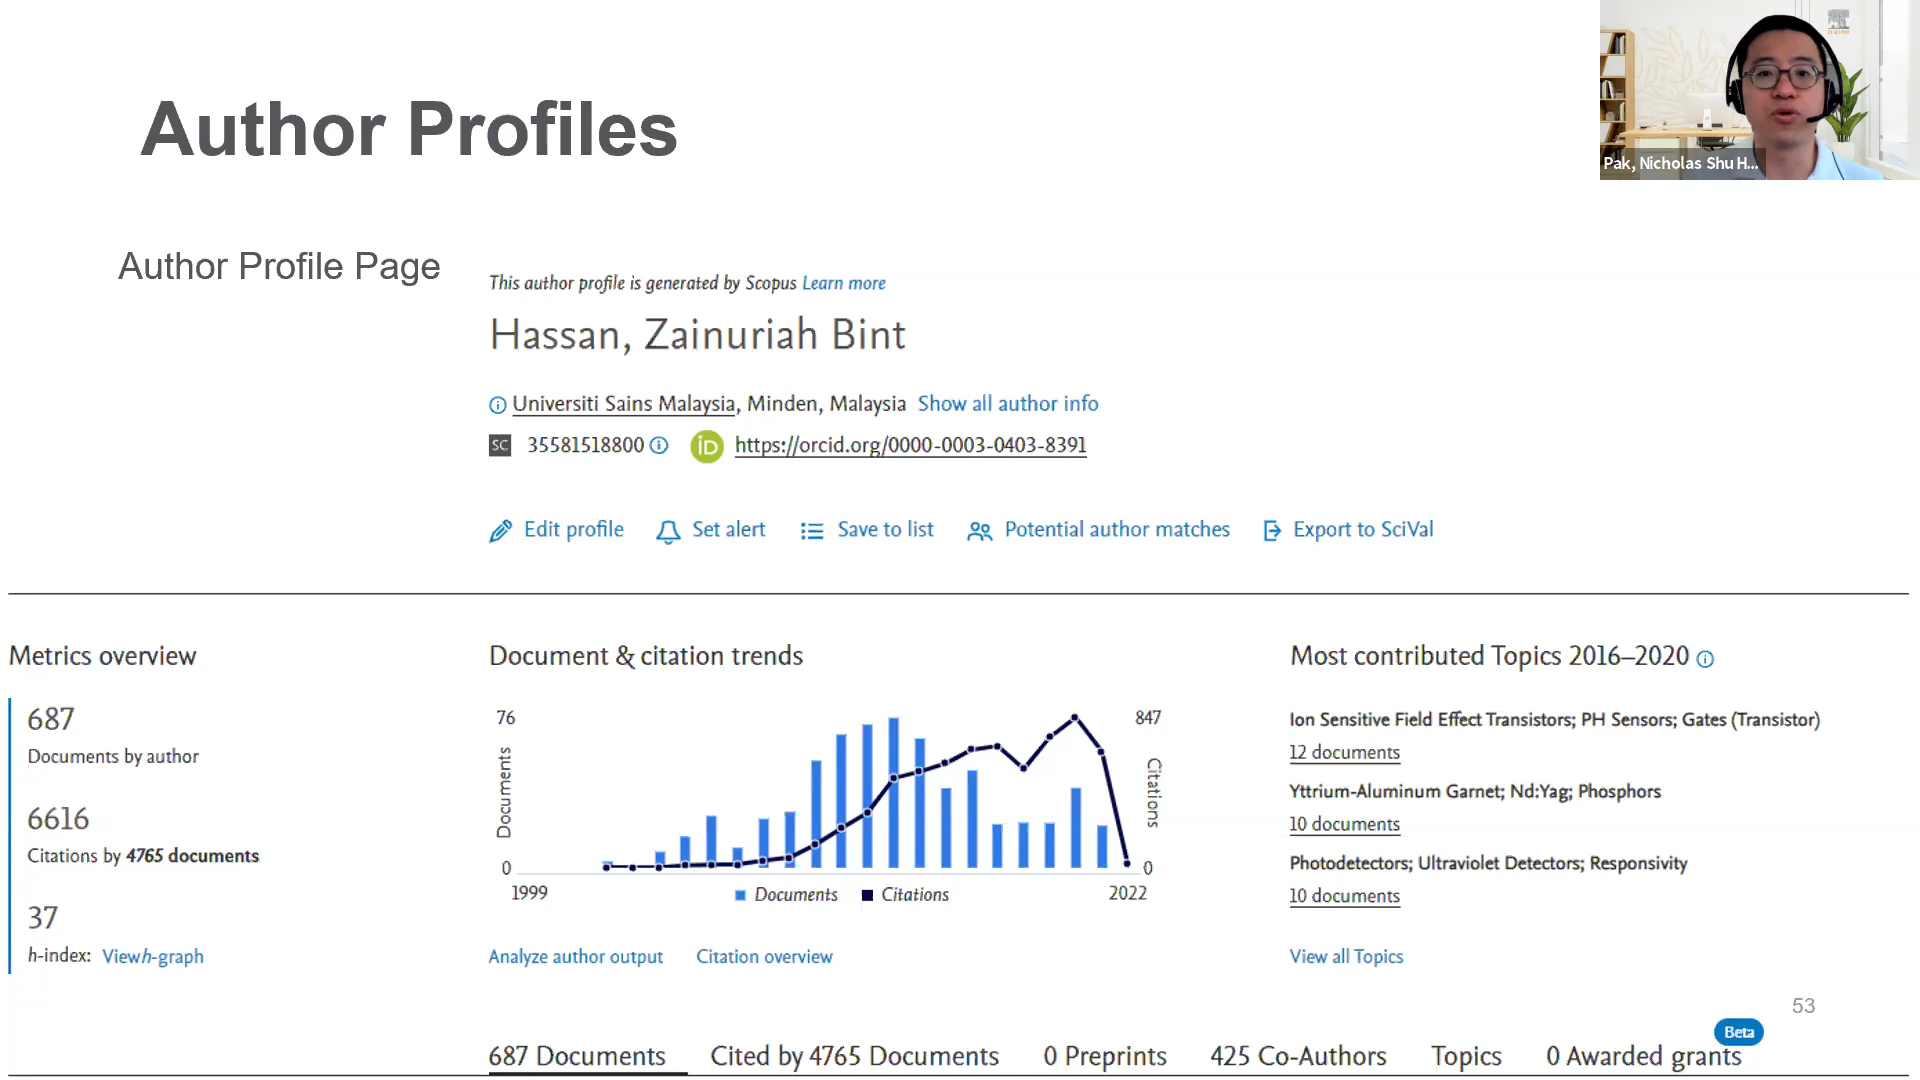 Author Profiles
Pak, Nicholas Shu H...
Author Profile Page
This author profile is generated by Scopus Learn more
Hassan, Zainuriah Bint
Universiti Sains Malaysia, Minden, Malaysia Show all author info
SC 35581518800 iD https://orcid.org/0000-0003-0403-8391
Edit profile Set alert Save to list Potential author matches Export to SciVal
Metrics overview
687
Documents by author
6616
Citations by 4765 documents
37
h-index: View h-graph
Document & citation trends
76
847
Documents
Citations
0
0
1999
2022
Documents Citations
Analyze author output Citation overview
Most contributed Topics 2016–2020
Ion Sensitive Field Effect Transistors; PH Sensors; Gates (Transistor)
12 documents
Yttrium-Aluminum Garnet; Nd:Yag; Phosphors
10 documents
Photodetectors; Ultraviolet Detectors; Responsivity
10 documents
View all Topics
53
Beta
687 Documents Cited by 4765 Documents 0 Preprints 425 Co-Authors Topics 0 Awarded grants